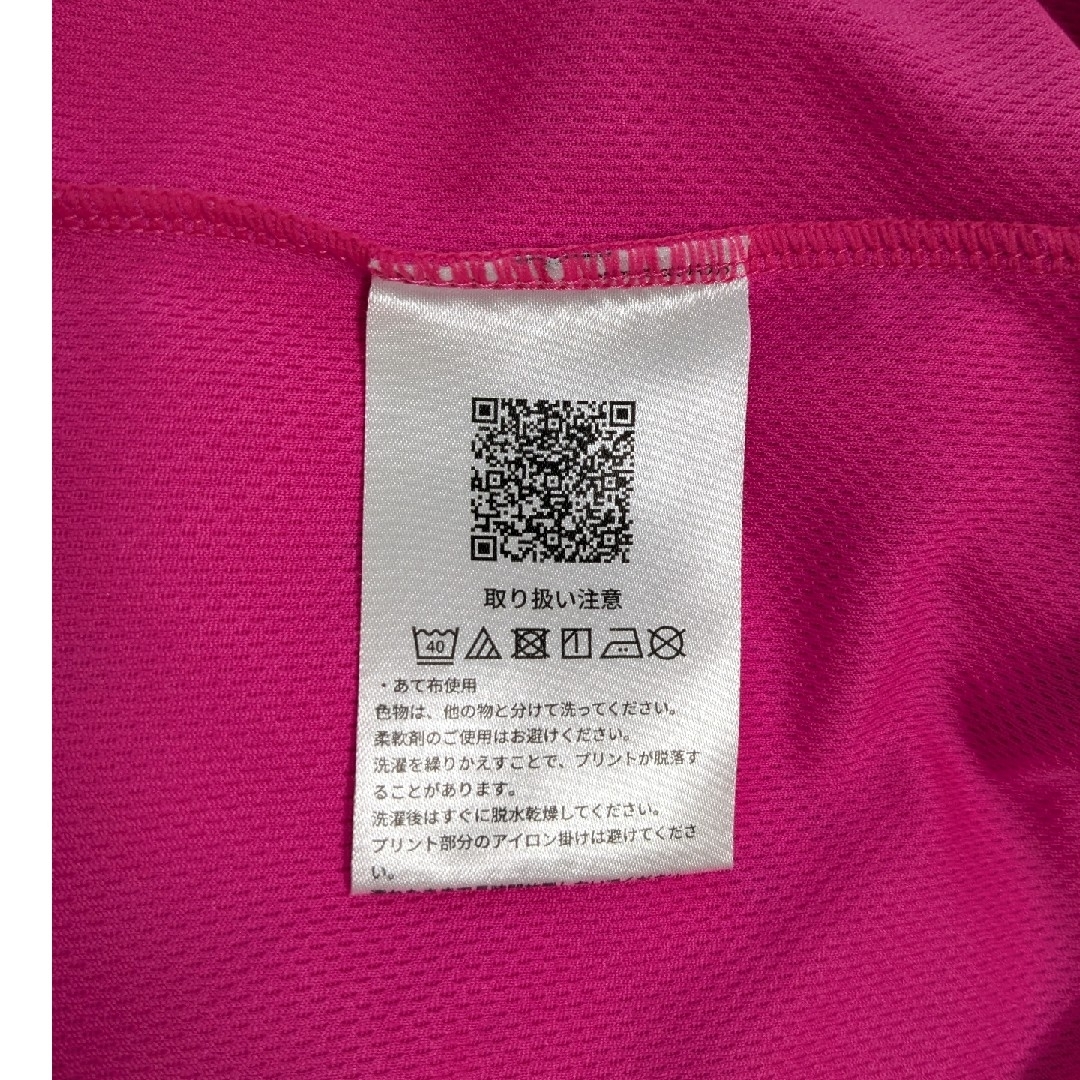 取り扱い注意
40
・あて布使用
色物は、他の物と分けて洗ってください。
柔軟剤のご使用はお避けください。
洗濯を繰りかえすことで、プリントが脱落す
ることがあります。
洗濯後はすぐに脱水乾燥してください。
プリント部分のアイロン掛けは避けてくださ
い。